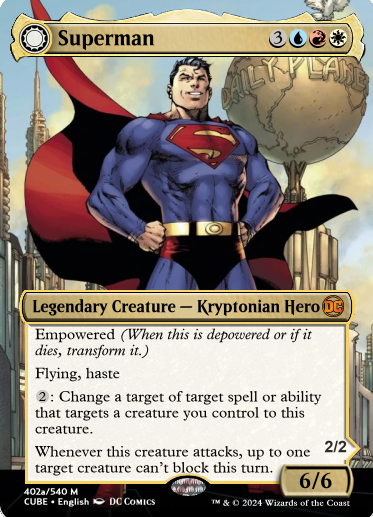 Superman 3
DAILY PLANE
Legendary Creature — Kryptonian Hero DC
Empowered (When this is depowered or if it
dies, transform it.)
Flying, haste
2: Change a target of target spell or ability
that targets a creature you control to this
creature.
Whenever this creature attacks, up to one
target creature can't block this turn.
2/2
6/6
402a/540 M
CUBE • English DC COMICS
™ & © 2024 Wizards of the Coast